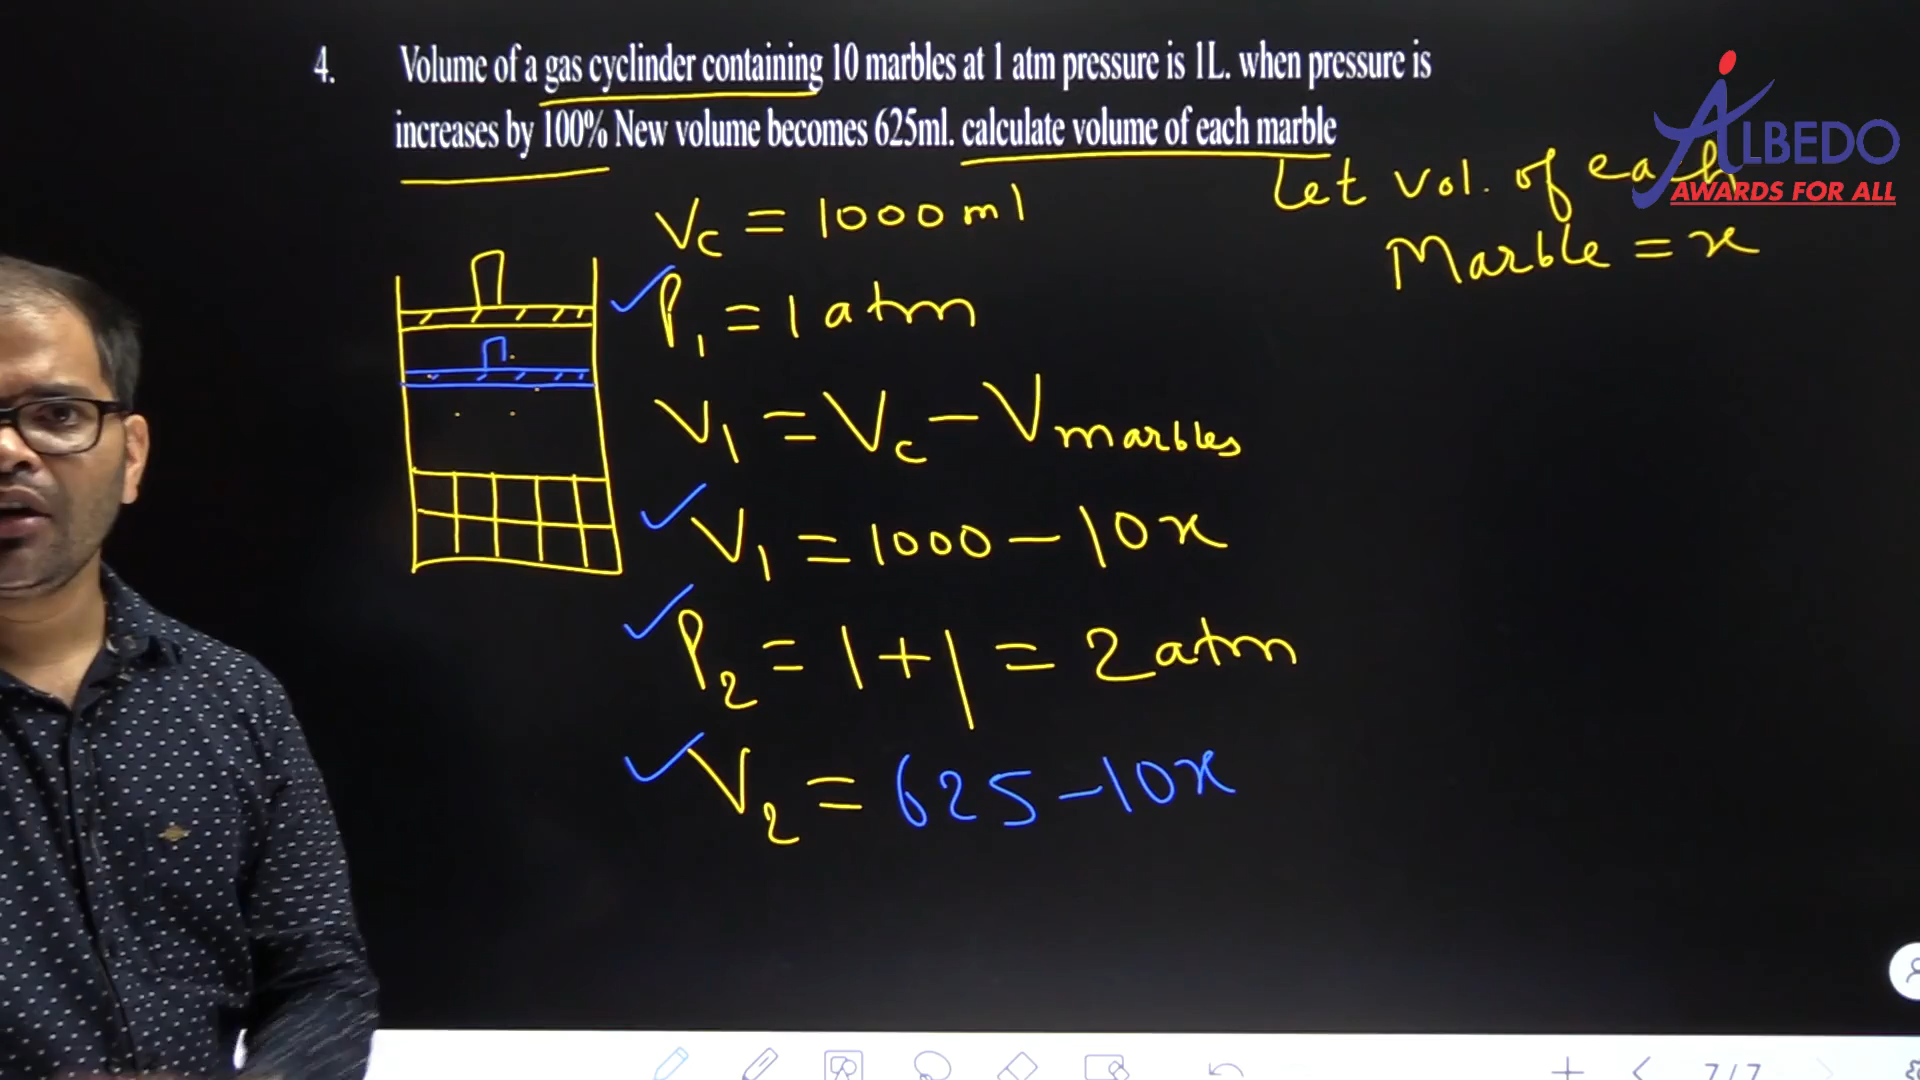 4. Volume of a gas cyclinder containing 10 marbles at 1 atm pressure is 1L. when pressure is
increases by 100% New volume becomes 625ml. calculate volume of each marble
ALBEDO
AWARDS FOR ALL
Let vol. of each
Marble = x
Vc = 1000 ml
P1 = 1 atm
V1 = Vc - Vmarbles
V1 = 1000 - 10x
P2 = 1 + 1 = 2 atm
V2 = 625 - 10x
7/7